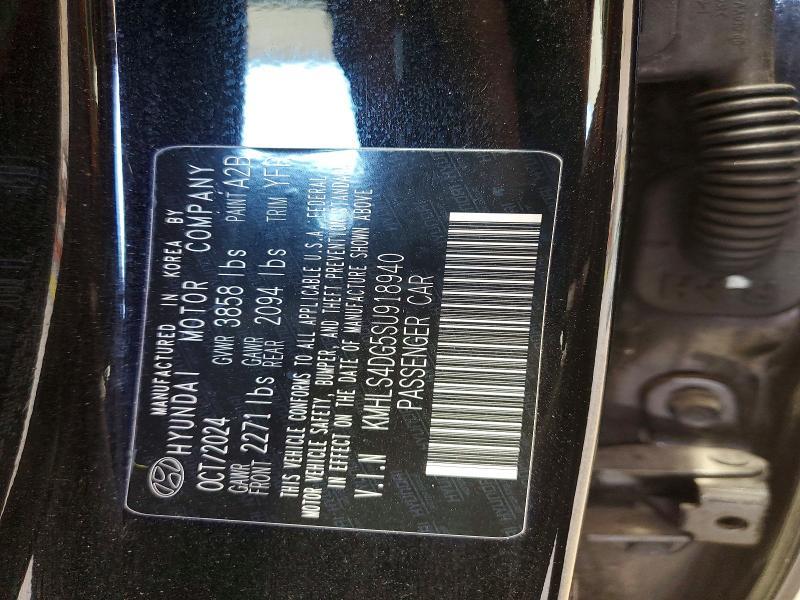 MANUFACTURED IN KOREA BY
HYUNDAI MOTOR COMPANY
OCT/2024 GVWR 3858 lbs PAINT A2B
GAWR FRONT 2271 lbs GAWR REAR 2094 lbs TRIM YFR
THIS VEHICLE CONFORMS TO ALL APPLICABLE U.S.A. FEDERAL
MOTOR VEHICLE SAFETY, BUMPER, AND THEFT PREVENTION STANDARDS
IN EFFECT ON THE DATE OF MANUFACTURE SHOWN ABOVE
V.I.N KMHLS4DG5SU918940
PASSENGER CAR